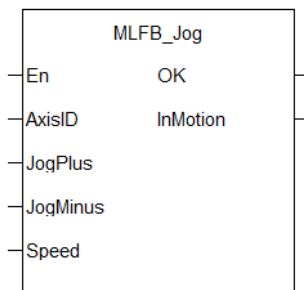 MLFB_Jog
En OK
AxisID InMotion
JogPlus
JogMinus
Speed